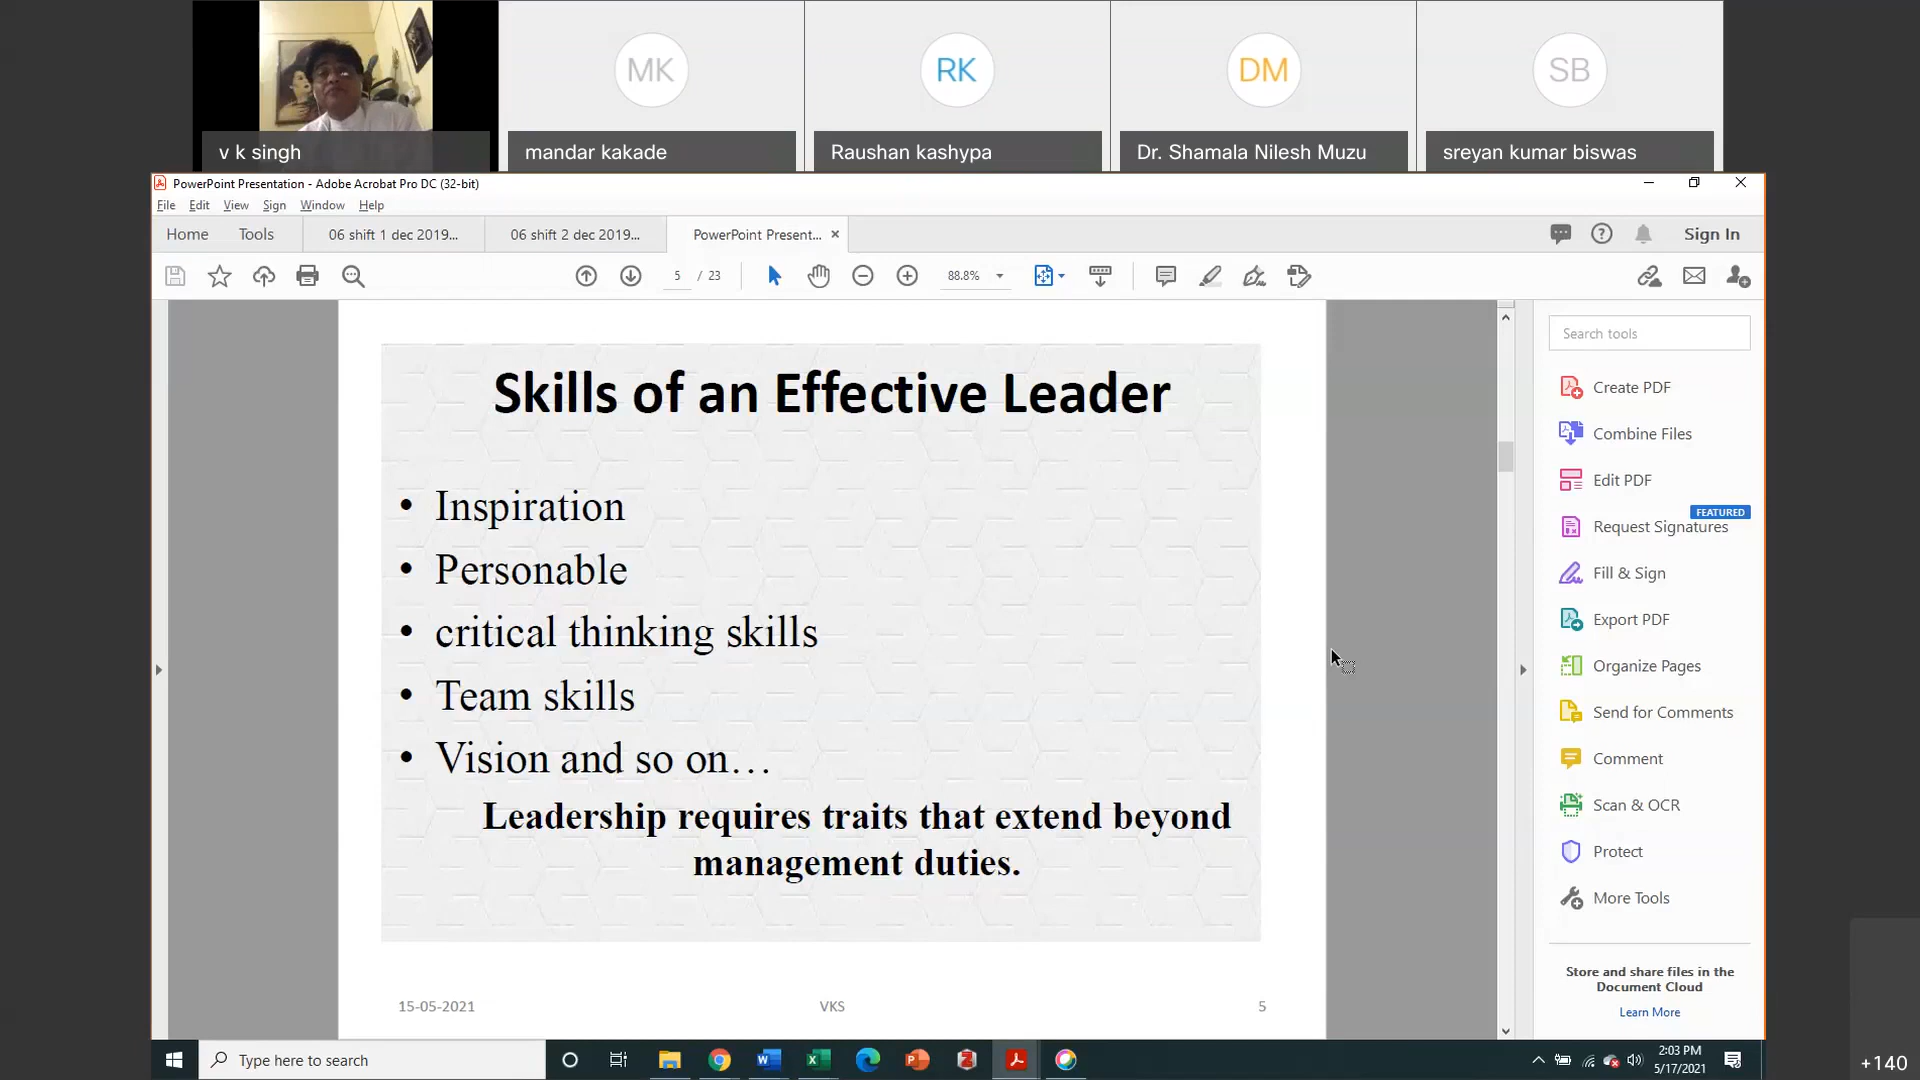 MK
RK
DM
SB
v k singh
mandar kakade
Raushan kashypa
Dr. Shamala Nilesh Muzu
sreyan kumar biswas
PowerPoint Presentation - Adobe Acrobat Pro DC (32-bit)
File Edit View Sign Window Help
Home Tools 06 shift 1 dec 2019... 06 shift 2 dec 2019... PowerPoint Present... × Sign In
5 / 23 88.8%
Skills of an Effective Leader
• Inspiration
• Personable
• critical thinking skills
• Team skills
• Vision and so on…
Leadership requires traits that extend beyond
management duties.
15-05-2021 VKS 5
Search tools
Create PDF
Combine Files
Edit PDF
FEATURED
Request Signatures
Fill & Sign
Export PDF
Organize Pages
Send for Comments
Comment
Scan & OCR
Protect
More Tools
Store and share files in the
Document Cloud
Learn More
Type here to search
2:03 PM
5/17/2021
+140